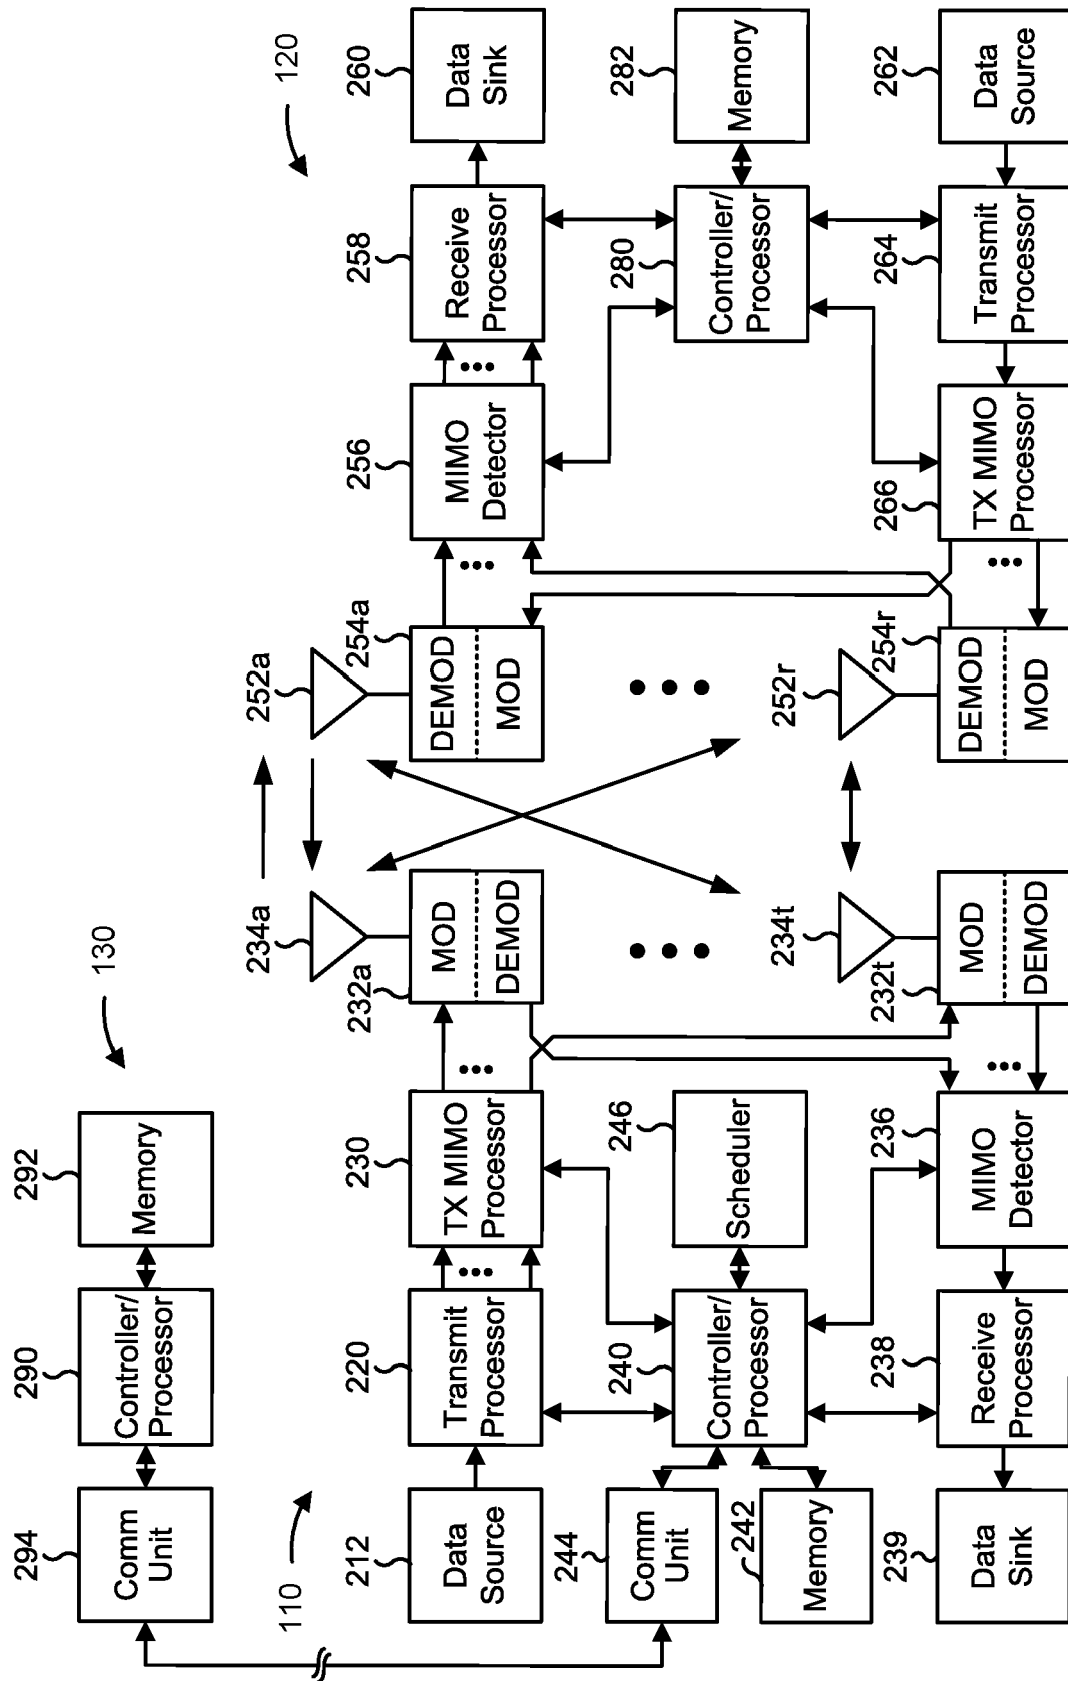 130
294
Comm
Unit
290
Controller/
Processor
292
Memory
110
120
212
Data
Source
220
Transmit
Processor
230
TX MIMO
Processor
232a
MOD
DEMOD
234a
252a
254a
DEMOD
MOD
256
MIMO
Detector
258
Receive
Processor
260
Data
Sink
244
Comm
Unit
242
Memory
240
Controller/
Processor
246
Scheduler
280
Controller/
Processor
282
Memory
239
Data
Sink
238
Receive
Processor
236
MIMO
Detector
232t
MOD
DEMOD
234t
252r
254r
DEMOD
MOD
266
TX MIMO
Processor
264
Transmit
Processor
262
Data
Source